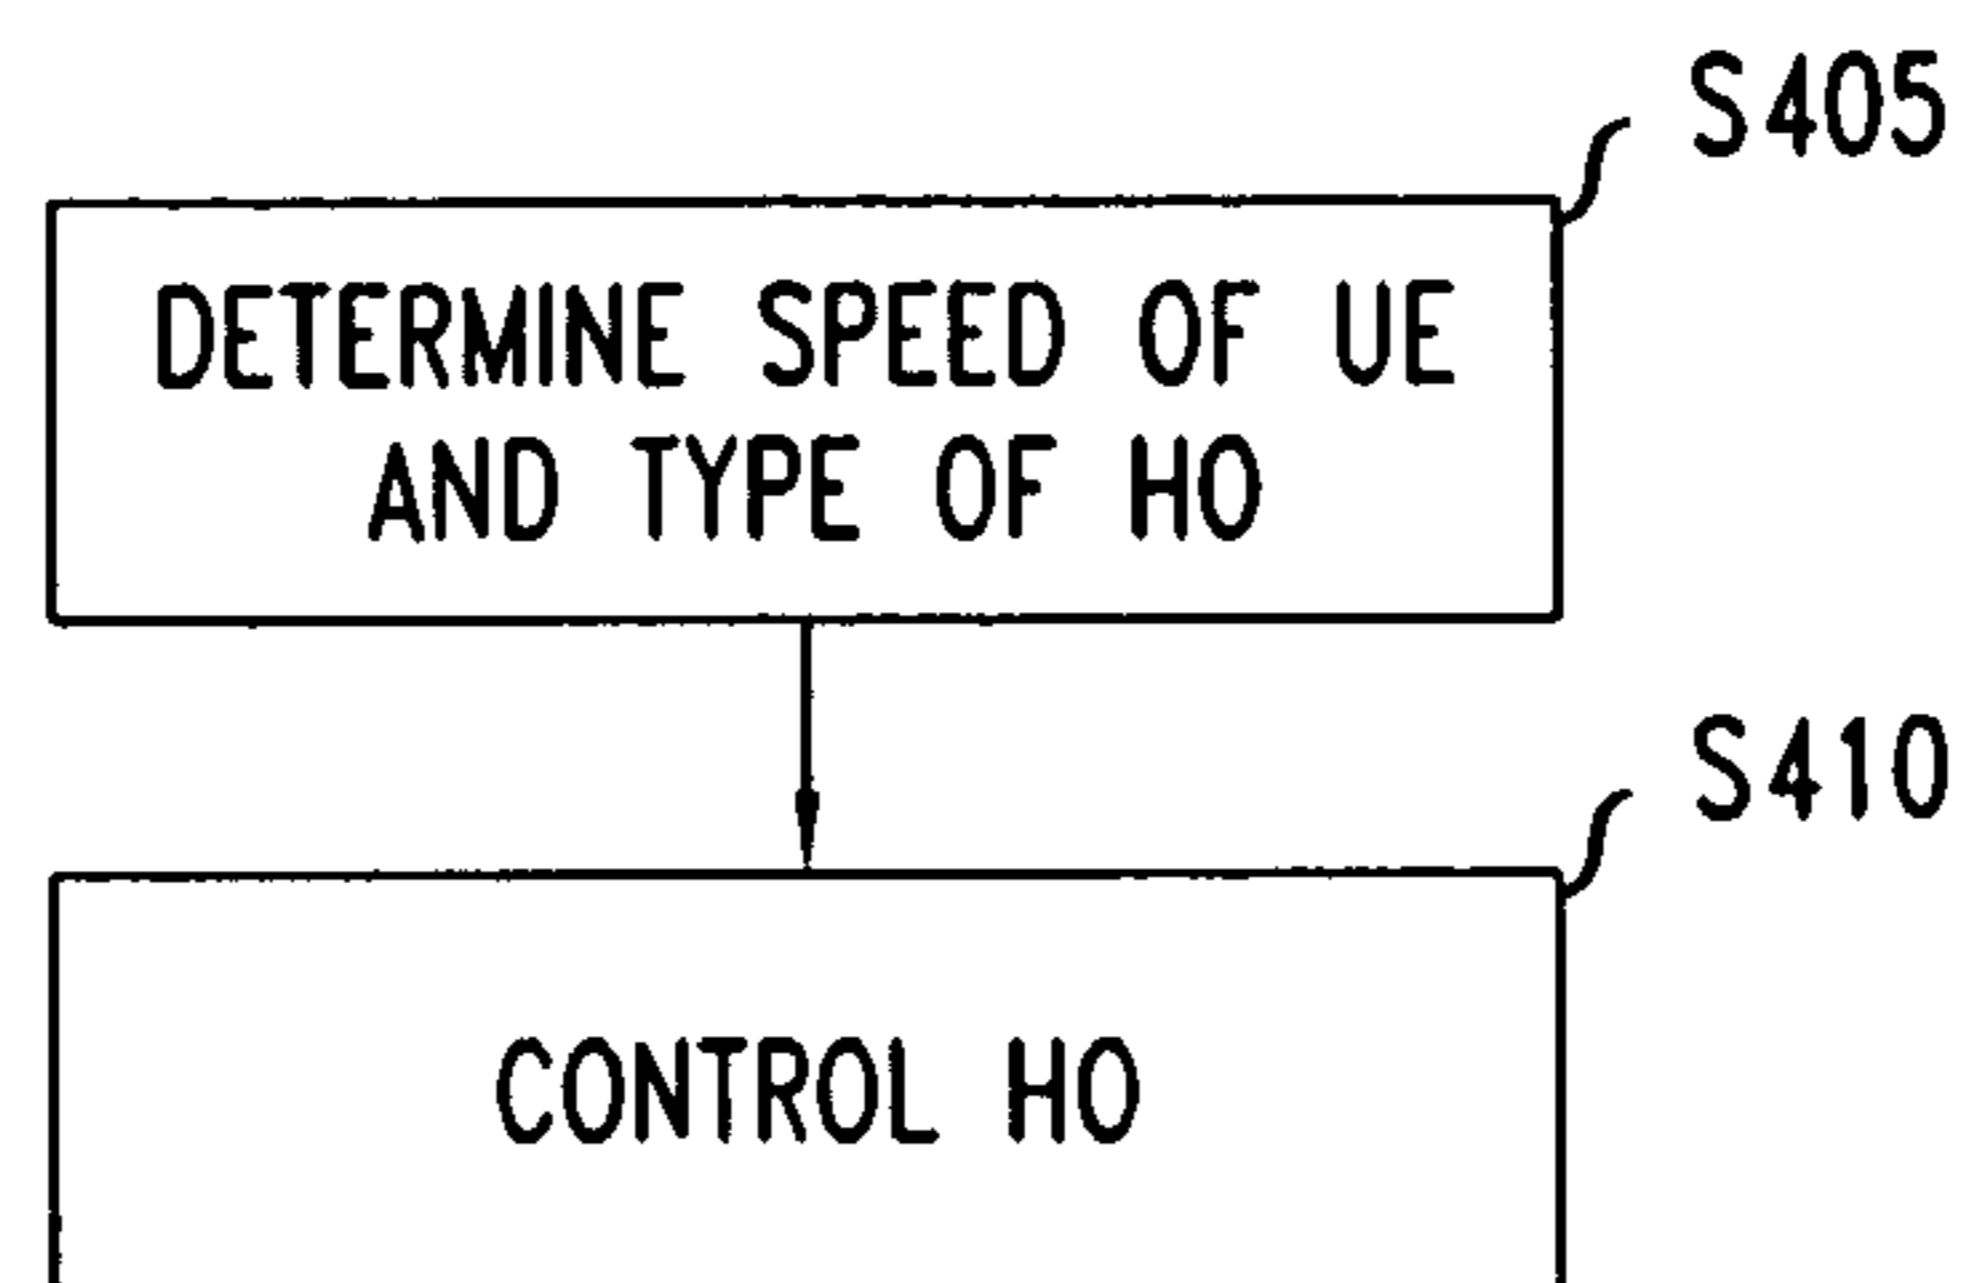 S405
DETERMINE SPEED OF UE
AND TYPE OF HO
S410
CONTROL HO